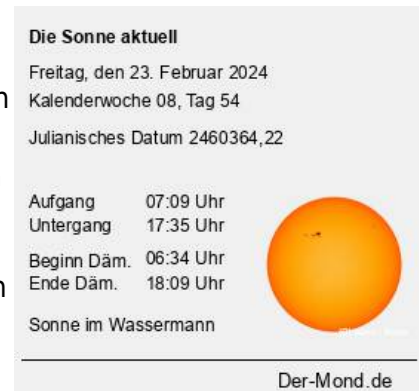 Die Sonne aktuell
Freitag, den 23. Februar 2024
Kalenderwoche 08, Tag 54
Julianisches Datum 2460364,22
Aufgang 07:09 Uhr
Untergang 17:35 Uhr
Beginn Däm. 06:34 Uhr
Ende Däm. 18:09 Uhr
Sonne im Wassermann
Der-Mond.de